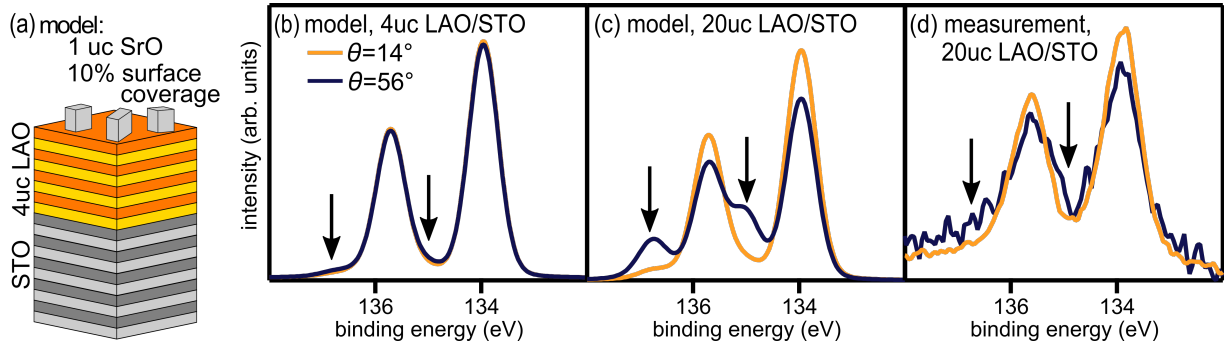 (a) model:
1 uc SrO
10% surface
coverage
4uc LAO
STO
(b) model, 4uc LAO/STO
θ=14°
θ=56°
intensity (arb. units)
136
134
binding energy (eV)
(c) model, 20uc LAO/STO
136
134
binding energy (eV)
(d) measurement,
20uc LAO/STO
136
134
binding energy (eV)